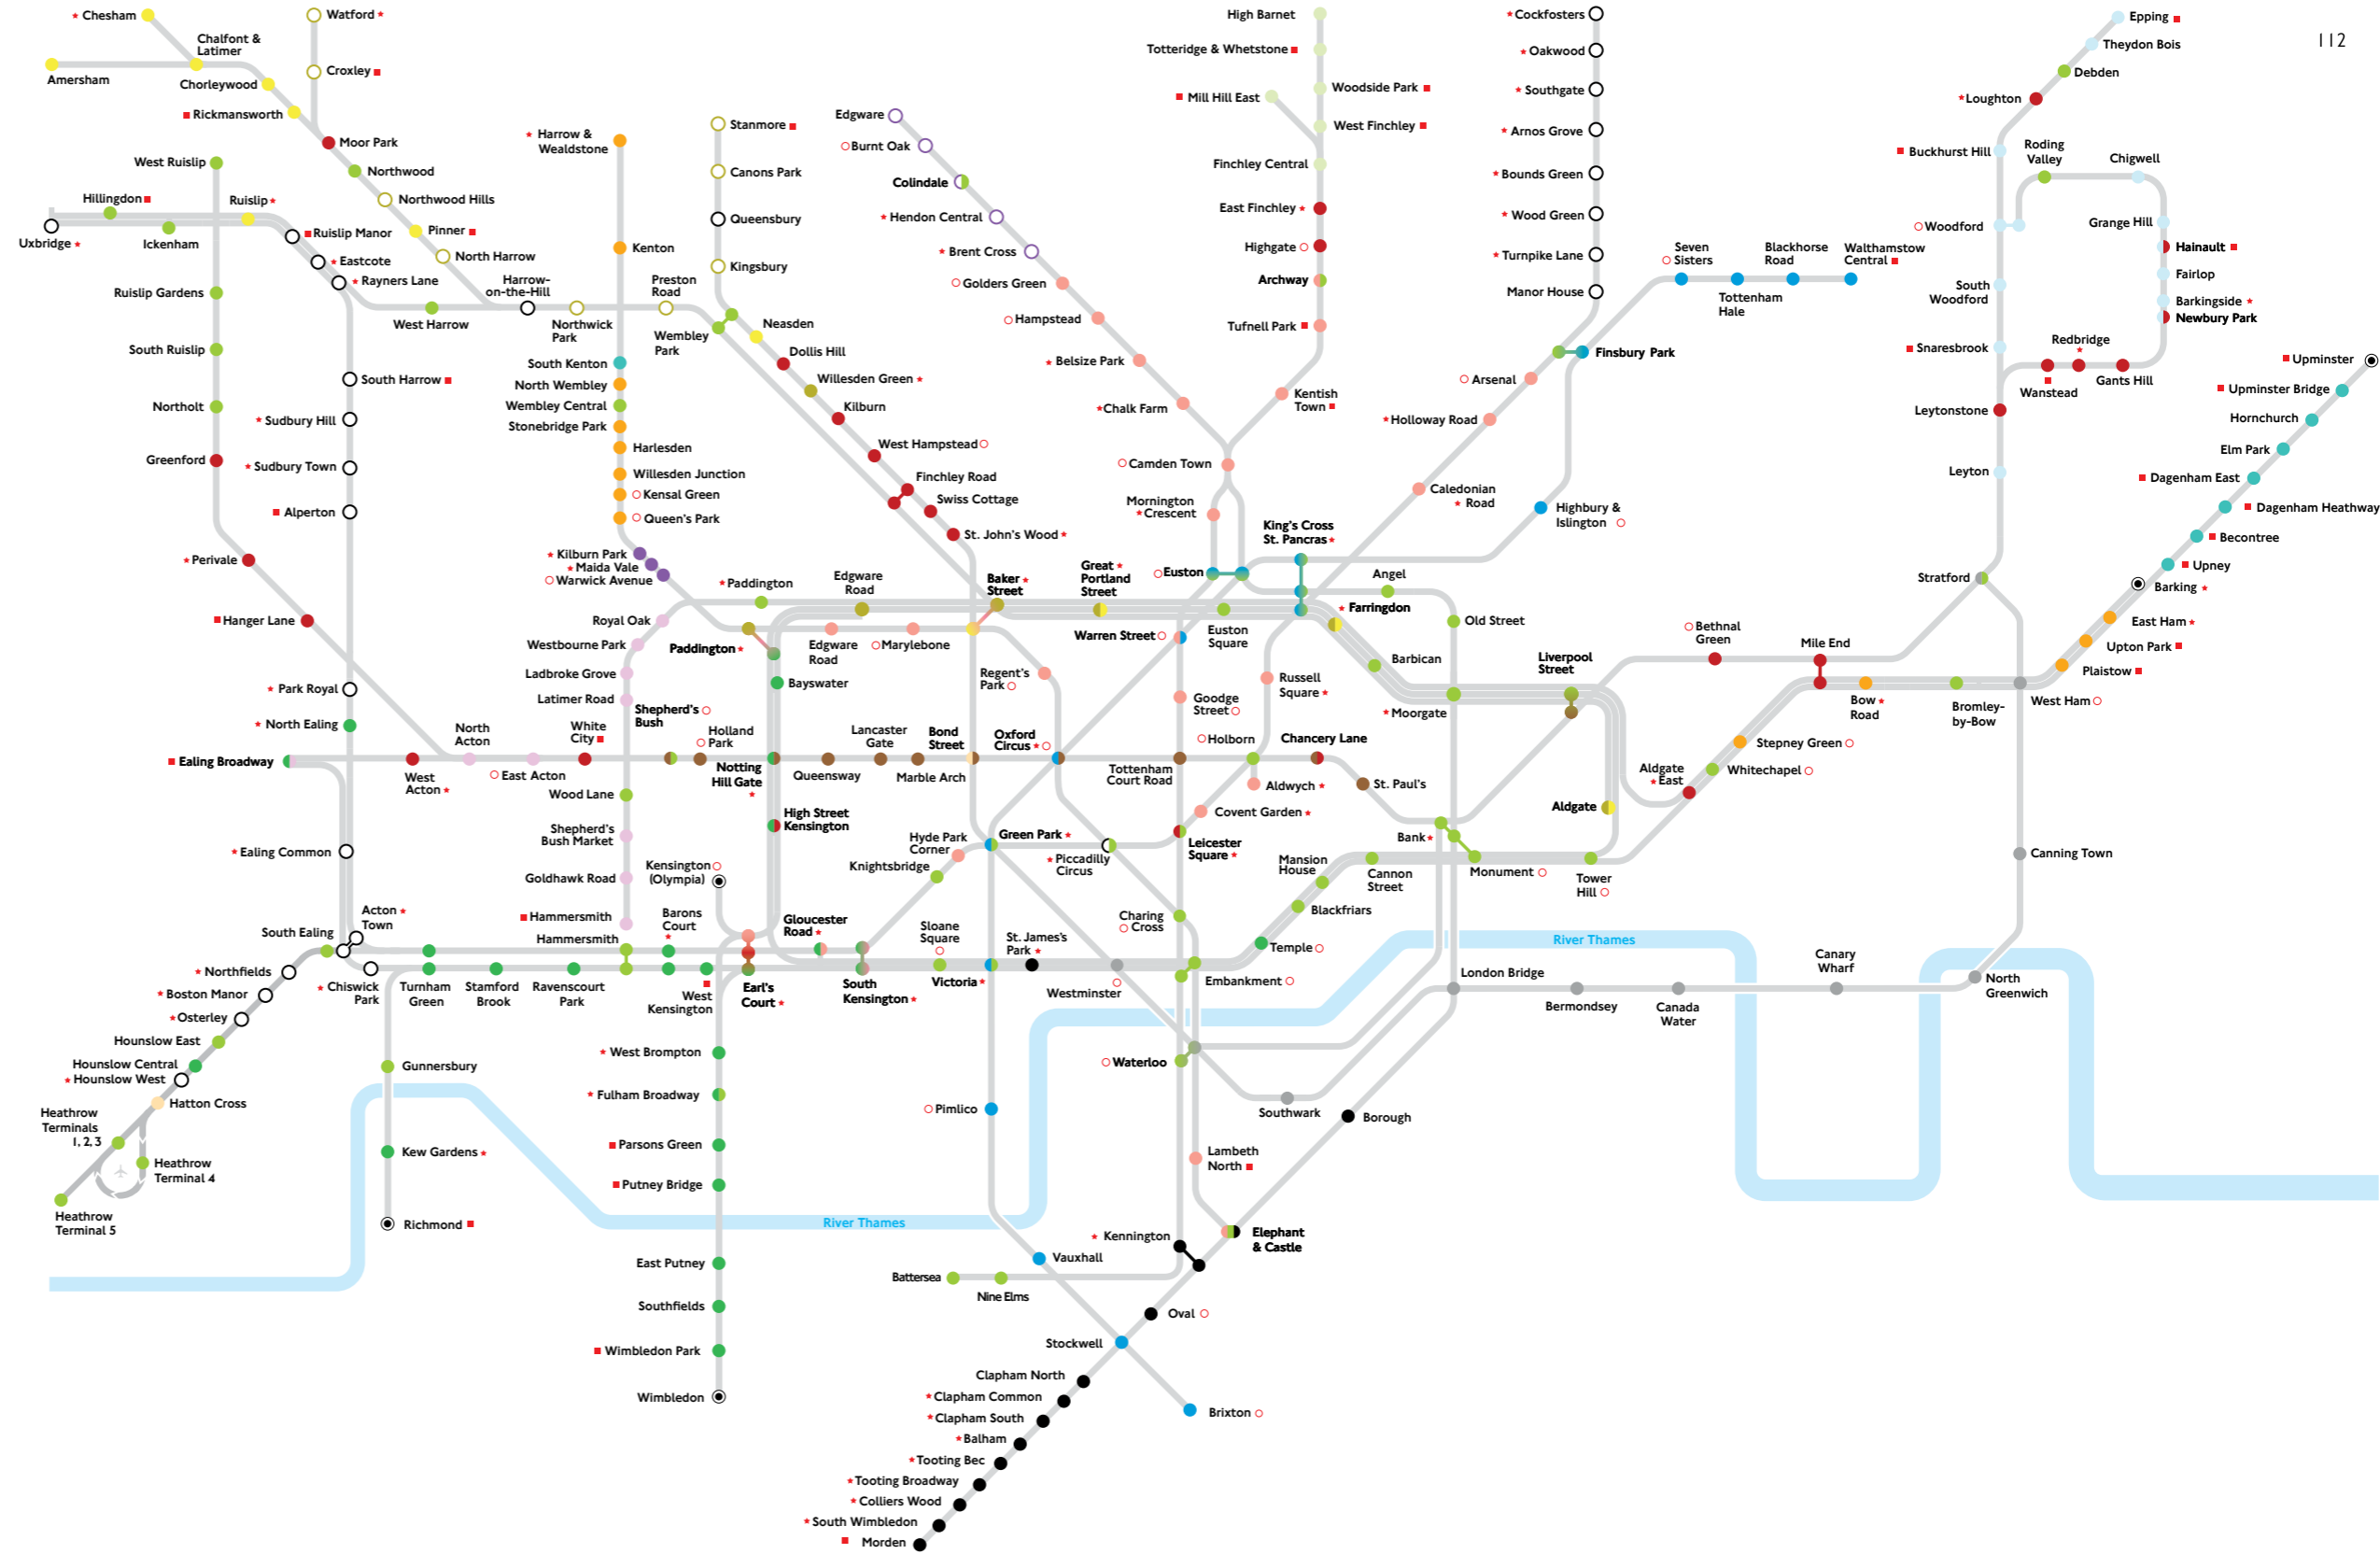 112
Chesham
Watford
Chalfont &
Latimer
Amersham
Chorleywood
Croxley
Rickmansworth
Moor Park
West Ruislip
Northwood
Hillingdon
Ruislip
Northwood Hills
Uxbridge
Ickenham
Ruislip Manor
Pinner
Eastcote
North Harrow
Rayners Lane
Harrow-
on-the-Hill
Ruislip Gardens
West Harrow
Northwick
Park
Preston
Road
Wembley
Park
South Ruislip
South Harrow
Northolt
Sudbury Hill
Greenford
Sudbury Town
Alperton
Perivale
Hanger Lane
Park Royal
North Ealing
Ealing Broadway
West
Acton
North
Acton
East Acton
White
City
Ealing Common
Harrow &
Wealdstone
Kenton
South Kenton
North Wembley
Wembley Central
Stonebridge Park
Harlesden
Willesden Junction
Kensal Green
Queen's Park
Kilburn Park
Maida Vale
Warwick Avenue
Stanmore
Canons Park
Queensbury
Kingsbury
Neasden
Dollis Hill
Willesden Green
Kilburn
West Hampstead
Finchley Road
Swiss Cottage
St. John's Wood
Edgware
Burnt Oak
Colindale
Hendon Central
Brent Cross
Golders Green
Hampstead
Belsize Park
Chalk Farm
Camden Town
Mornington
Crescent
High Barnet
Totteridge & Whetstone
Mill Hill East
Woodside Park
West Finchley
Finchley Central
East Finchley
Highgate
Archway
Tufnell Park
Kentish
Town
Cockfosters
Oakwood
Southgate
Arnos Grove
Bounds Green
Wood Green
Turnpike Lane
Manor House
Seven
Sisters
Tottenham
Hale
Blackhorse
Road
Walthamstow
Central
Finsbury Park
Arsenal
Holloway Road
Caledonian
Road
Highbury &
Islington
King's Cross
St. Pancras
Epping
Theydon Bois
Debden
Loughton
Buckhurst Hill
Roding
Valley
Chigwell
Woodford
Grange Hill
Hainault
Fairlop
Barkingside
Newbury Park
South
Woodford
Snaresbrook
Redbridge
Wanstead
Gants Hill
Leytonstone
Leyton
Stratford
Upminster
Upminster Bridge
Hornchurch
Elm Park
Dagenham East
Dagenham Heathway
Becontree
Upney
Barking
East Ham
Upton Park
Plaistow
West Ham
Bromley-
by-Bow
Bow
Road
Mile End
Bethnal
Green
Stepney Green
Whitechapel
Aldgate
East
Aldgate
Liverpool
Street
Paddington
Edgware
Road
Baker
Street
Great
Portland
Street
Euston
Angel
Farringdon
Old Street
Royal Oak
Westbourne Park
Paddington
Edgware
Road
Marylebone
Warren Street
Euston
Square
Barbican
Ladbroke Grove
Bayswater
Regent's
Park
Goodge
Street
Russell
Square
Moorgate
Latimer Road
Shepherd's
Bush
Holland
Park
Notting
Hill Gate
Queensway
Lancaster
Gate
Marble Arch
Bond
Street
Oxford
Circus
Tottenham
Court Road
Holborn
Chancery Lane
St. Paul's
Aldwych
Covent Garden
Wood Lane
High Street
Kensington
Shepherd's
Bush Market
Hyde Park
Corner
Green Park
Piccadilly
Circus
Leicester
Square
Bank
Goldhawk Road
Kensington
(Olympia)
Knightsbridge
Mansion
House
Cannon
Street
Monument
Tower
Hill
Blackfriars
Hammersmith
Hammersmith
Barons
Court
Gloucester
Road
Sloane
Square
St. James's
Park
Charing
Cross
Temple
River Thames
Acton
Town
South Ealing
Northfields
Boston Manor
Osterley
Hounslow East
Hounslow Central
Hounslow West
Hatton Cross
Heathrow
Terminals
1, 2, 3
Heathrow
Terminal 4
Heathrow
Terminal 5
Chiswick
Park
Turnham
Green
Stamford
Brook
Ravenscourt
Park
West
Kensington
Earl's
Court
South
Kensington
Victoria
Westminster
Embankment
London Bridge
Bermondsey
Canada
Water
Canary
Wharf
North
Greenwich
Canning Town
Gunnersbury
Kew Gardens
Richmond
West Brompton
Fulham Broadway
Parsons Green
Putney Bridge
River Thames
East Putney
Southfields
Wimbledon Park
Wimbledon
Pimlico
Waterloo
Southwark
Borough
Lambeth
North
Vauxhall
Kennington
Elephant
& Castle
Battersea
Nine Elms
Oval
Stockwell
Brixton
Clapham North
Clapham Common
Clapham South
Balham
Tooting Bec
Tooting Broadway
Colliers Wood
South Wimbledon
Morden